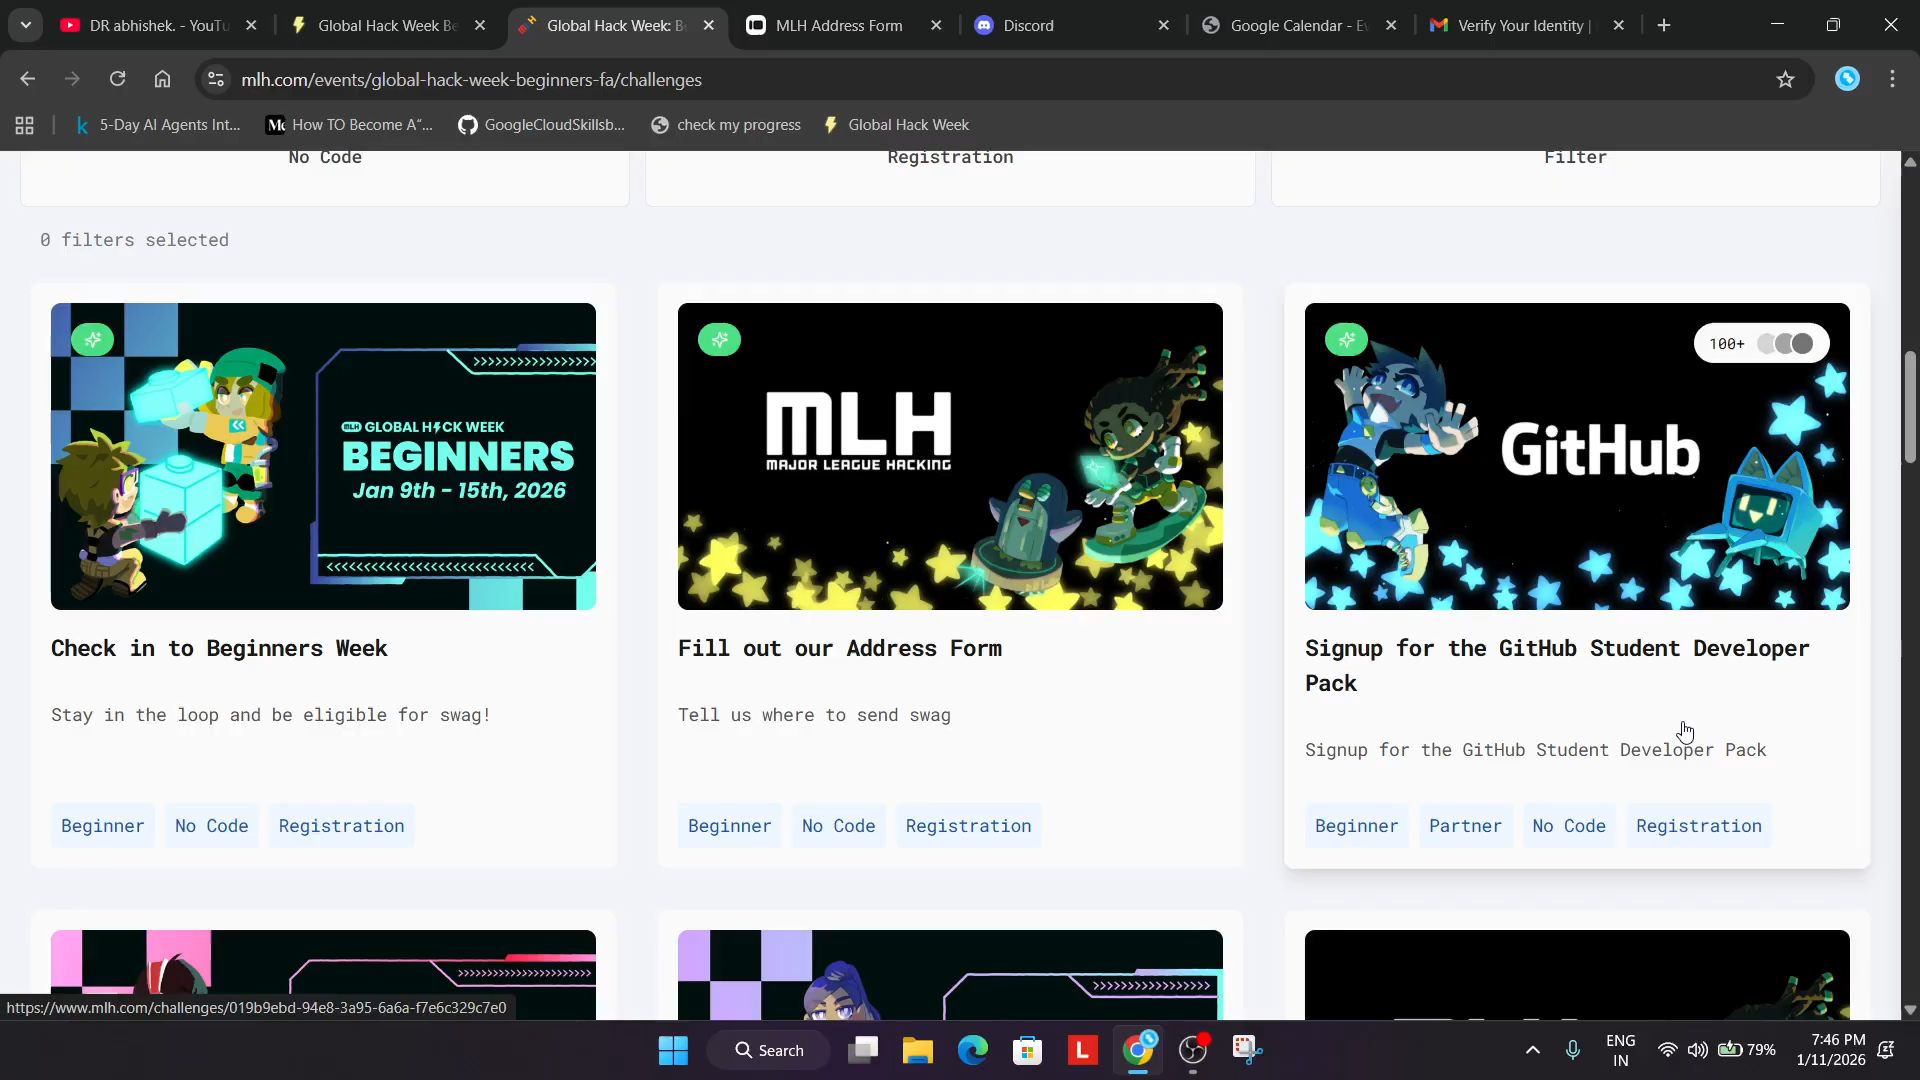 DR abhishek. - YouTu
Global Hack Week Be
Global Hack Week: Be
MLH Address Form
Discord
Google Calendar - Ev
Verify Your Identity |
mlh.com/events/global-hack-week-beginners-fa/challenges
5-Day AI Agents Int...
How TO Become A“...
GoogleCloudSkillsb...
check my progress
Global Hack Week
No Code
Registration
Filter
0 filters selected
MLH GLOBAL HACK WEEK
BEGINNERS
Jan 9th - 15th, 2026
MLH
MAJOR LEAGUE HACKING
100+
GitHub
Check in to Beginners Week
Stay in the loop and be eligible for swag!
Beginner No Code Registration
Fill out our Address Form
Tell us where to send swag
Beginner No Code Registration
Signup for the GitHub Student Developer
Pack
Signup for the GitHub Student Developer Pack
Beginner Partner No Code Registration
https://www.mlh.com/challenges/019b9ebd-94e8-3a95-6a6a-f7e6c329c7e0
Search
L
ENG
IN
79%
7:46 PM
1/11/2026